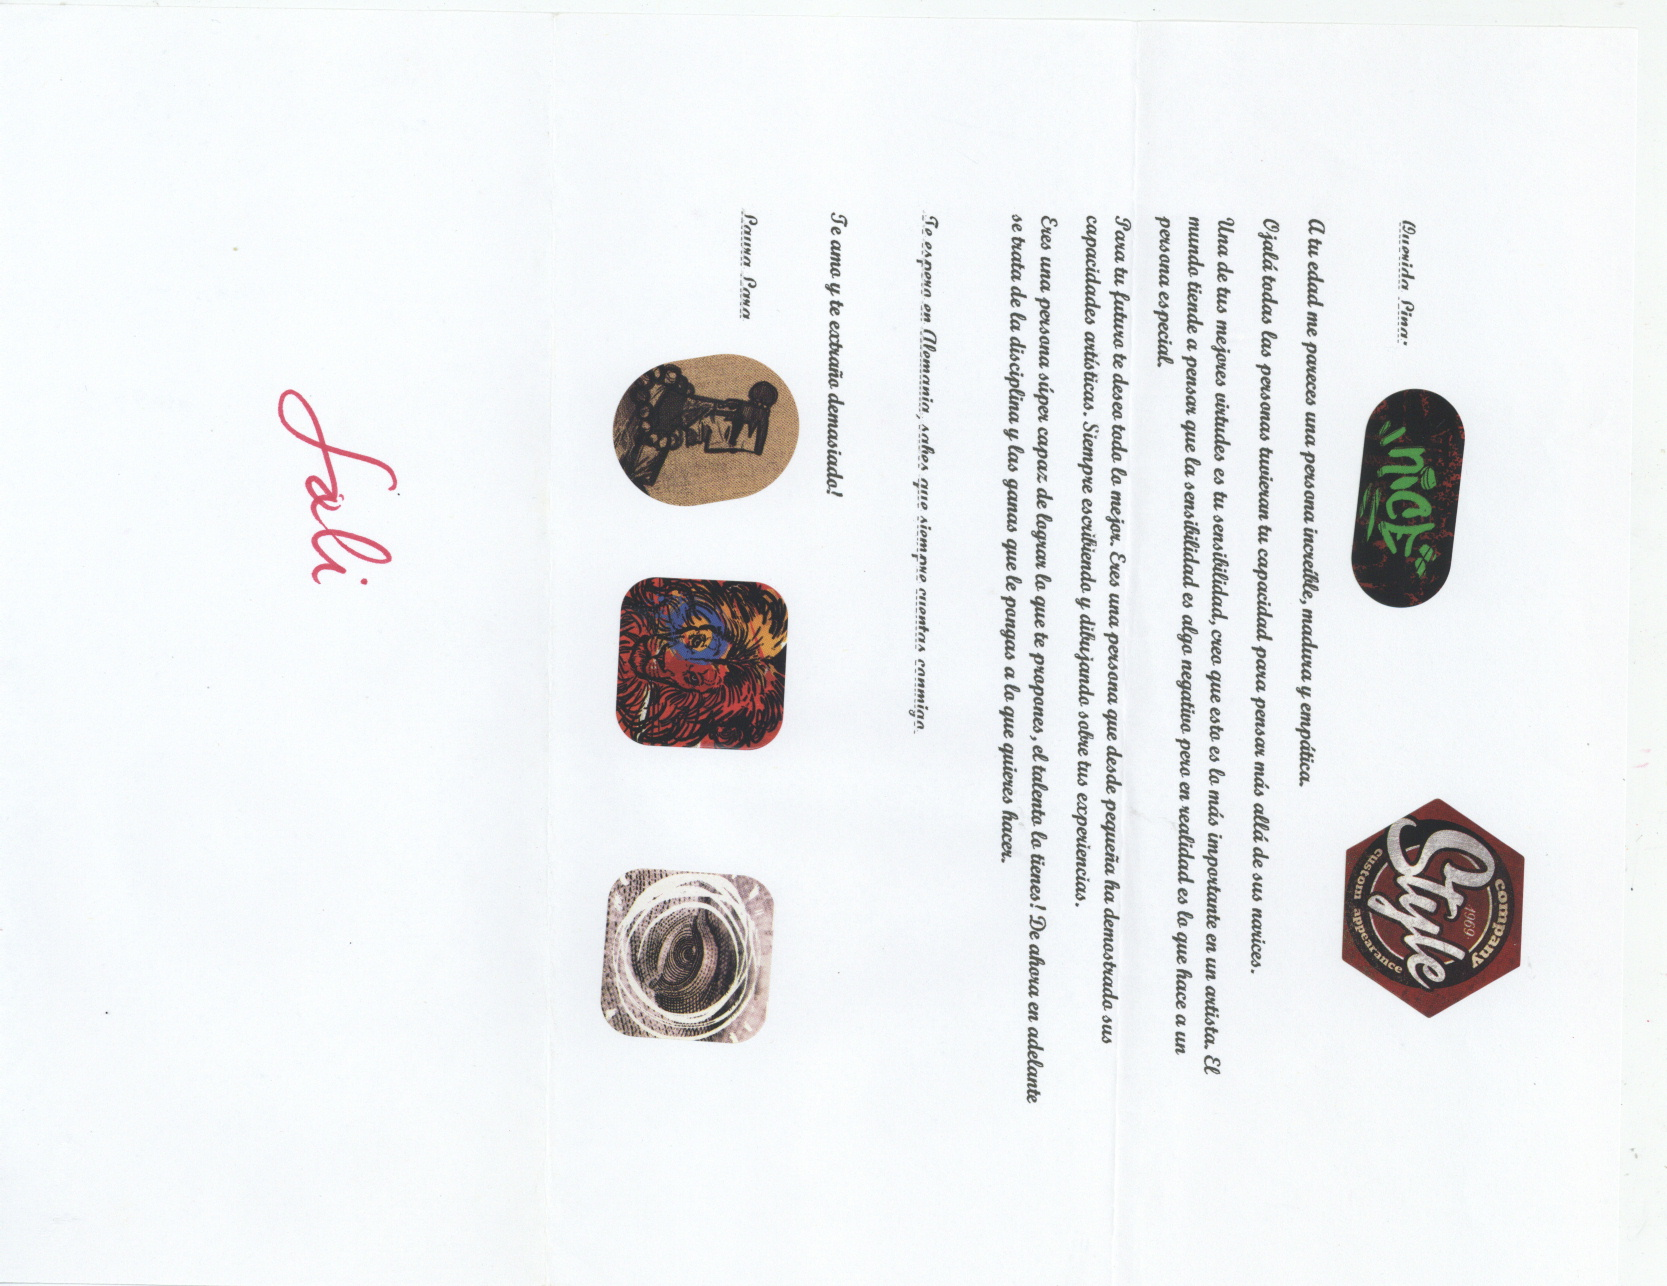 Querida Lina:
NICE
company
1969
Style
custom appearance
A tu edad me pareces una persona increíble, madura y empática.
Ojalá todas las personas tuvieran tu capacidad para pensar más allá de sus narices.
Una de tus mejores virtudes es tu sensibilidad, creo que esto es lo más importante en un artista. El
mundo tiende a pensar que la sensibilidad es algo negativo pero en realidad es lo que hace a un
persona especial.
Para tu futuro te deseo todo lo mejor. Eres una persona que desde pequeña ha demostrado sus
capacidades artísticas. Siempre escribiendo y dibujando sobre tus experiencias.
Eres una persona súper capaz de lograr lo que te propones, el talento lo tienes! De ahora en adelante
se trata de la disciplina y las ganas que le pongas a lo que quieres hacer.
Te espero en Alemania, sabes que siempre cuentas conmigo.
Te amo y te extraño demasiado!
Laura Lara
Lali